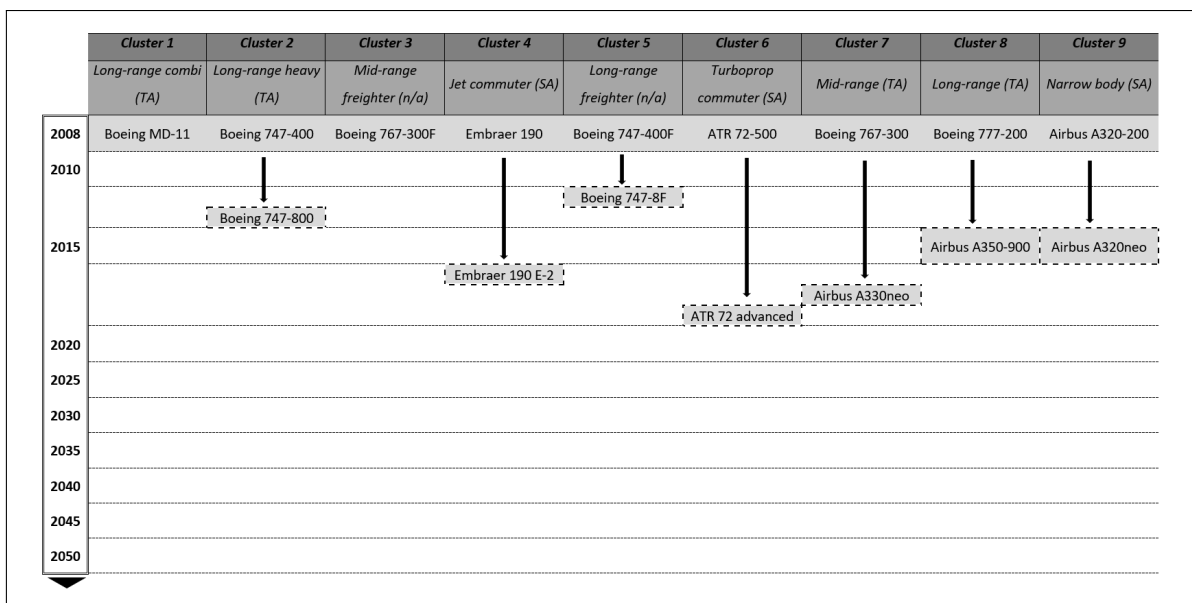 Cluster 1 Cluster 2 Cluster 3 Cluster 4 Cluster 5 Cluster 6 Cluster 7 Cluster 8 Cluster 9
Long-range combi (TA) Long-range heavy (TA) Mid-range freighter (n/a) Jet commuter (SA) Long-range freighter (n/a) Turboprop commuter (SA) Mid-range (TA) Long-range (TA) Narrow body (SA)
2008 Boeing MD-11 Boeing 747-400 Boeing 767-300F Embraer 190 Boeing 747-400F ATR 72-500 Boeing 767-300 Boeing 777-200 Airbus A320-200
2010
Boeing 747-8F
Boeing 747-800
2015 Airbus A350-900 Airbus A320neo
Embraer 190 E-2
Airbus A330neo
ATR 72 advanced
2020
2025
2030
2035
2040
2045
2050